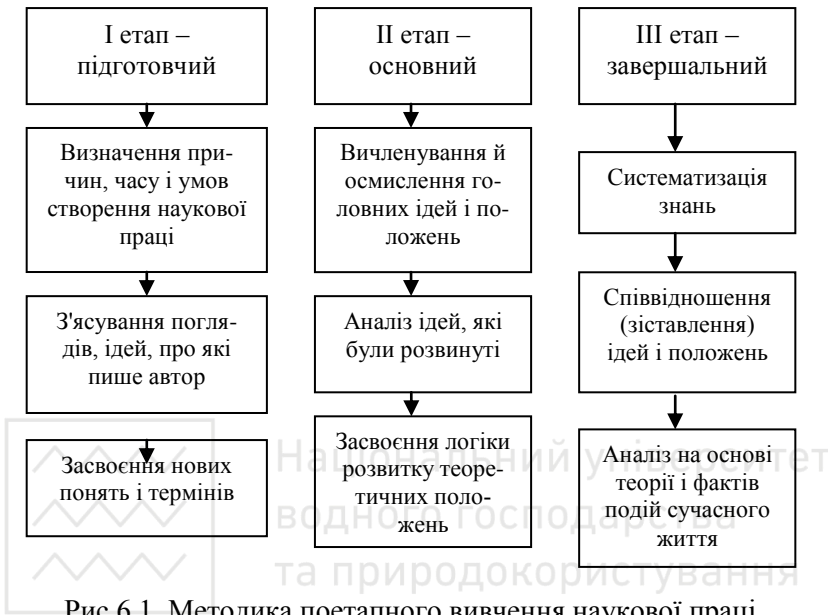 І етап –
підготовчий
Визначення при-
чин, часу і умов
створення наукової
праці
З'ясування погля-
дів, ідей, про які
пише автор
Засвоєння нових
понять і термінів
ІІ етап –
основний
Вичленування й
осмислення го-
ловних ідей і по-
ложень
Аналіз ідей, які
були розвинуті
Засвоєння логіки
розвитку теоре-
тичних поло-
жень
ІІІ етап –
завершальний
Систематизація
знань
Співвідношення
(зіставлення)
ідей і положень
Аналіз на основі
теорії і фактів
подій сучасного
життя
Національний університет
водного господарства
та природокористування
Рис.6.1. Методика поетапного вивчення наукової праці